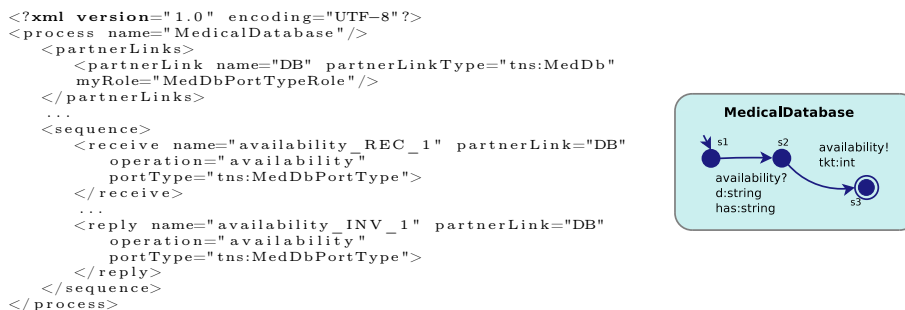 <?xml version="1.0" encoding="UTF−8"?>
<process name="MedicalDatabase"/>
<partnerLinks>
<partnerLink name="DB" partnerLinkType="tns:MedDb"
myRole="MedDbPortTypeRole"/>
</partnerLinks>
...
<sequence>
<receive name="availability_REC_1" partnerLink="DB"
operation="availability"
portType="tns:MedDbPortType">
</receive>
...
<reply name="availability_INV_1" partnerLink="DB"
operation="availability"
portType="tns:MedDbPortType">
</reply>
</sequence>
</process>
MedicalDatabase
s1
s2
availability!
tkt:int
availability?
d:string
has:string
s3